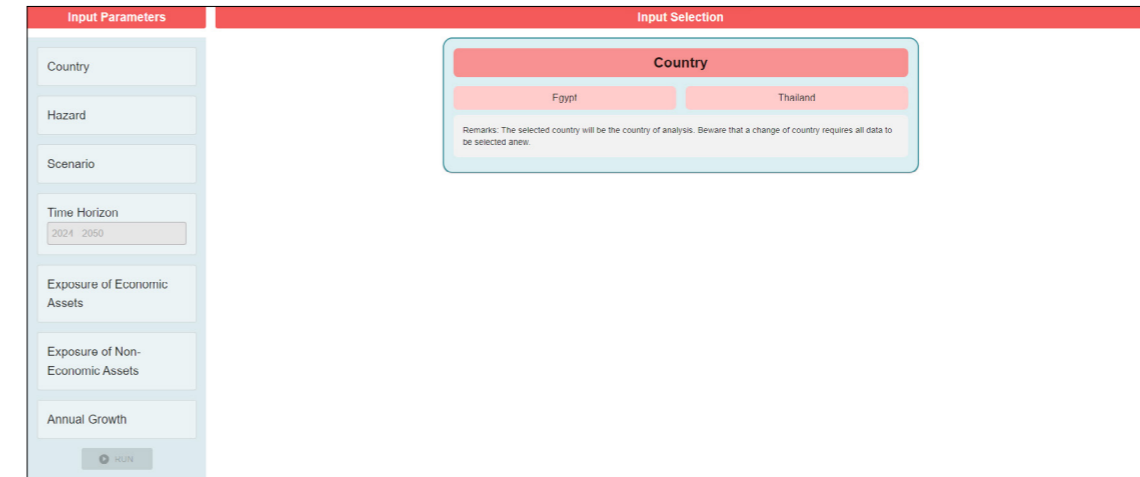 Input Parameters
Input Selection
Country
Hazard
Scenario
Time Horizon
2024 2050
Exposure of Economic
Assets
Exposure of Non-
Economic Assets
Annual Growth
RUN
Country
Egypt
Thailand
Remarks: The selected country will be the country of analysis. Beware that a change of country requires all data to
be selected anew.